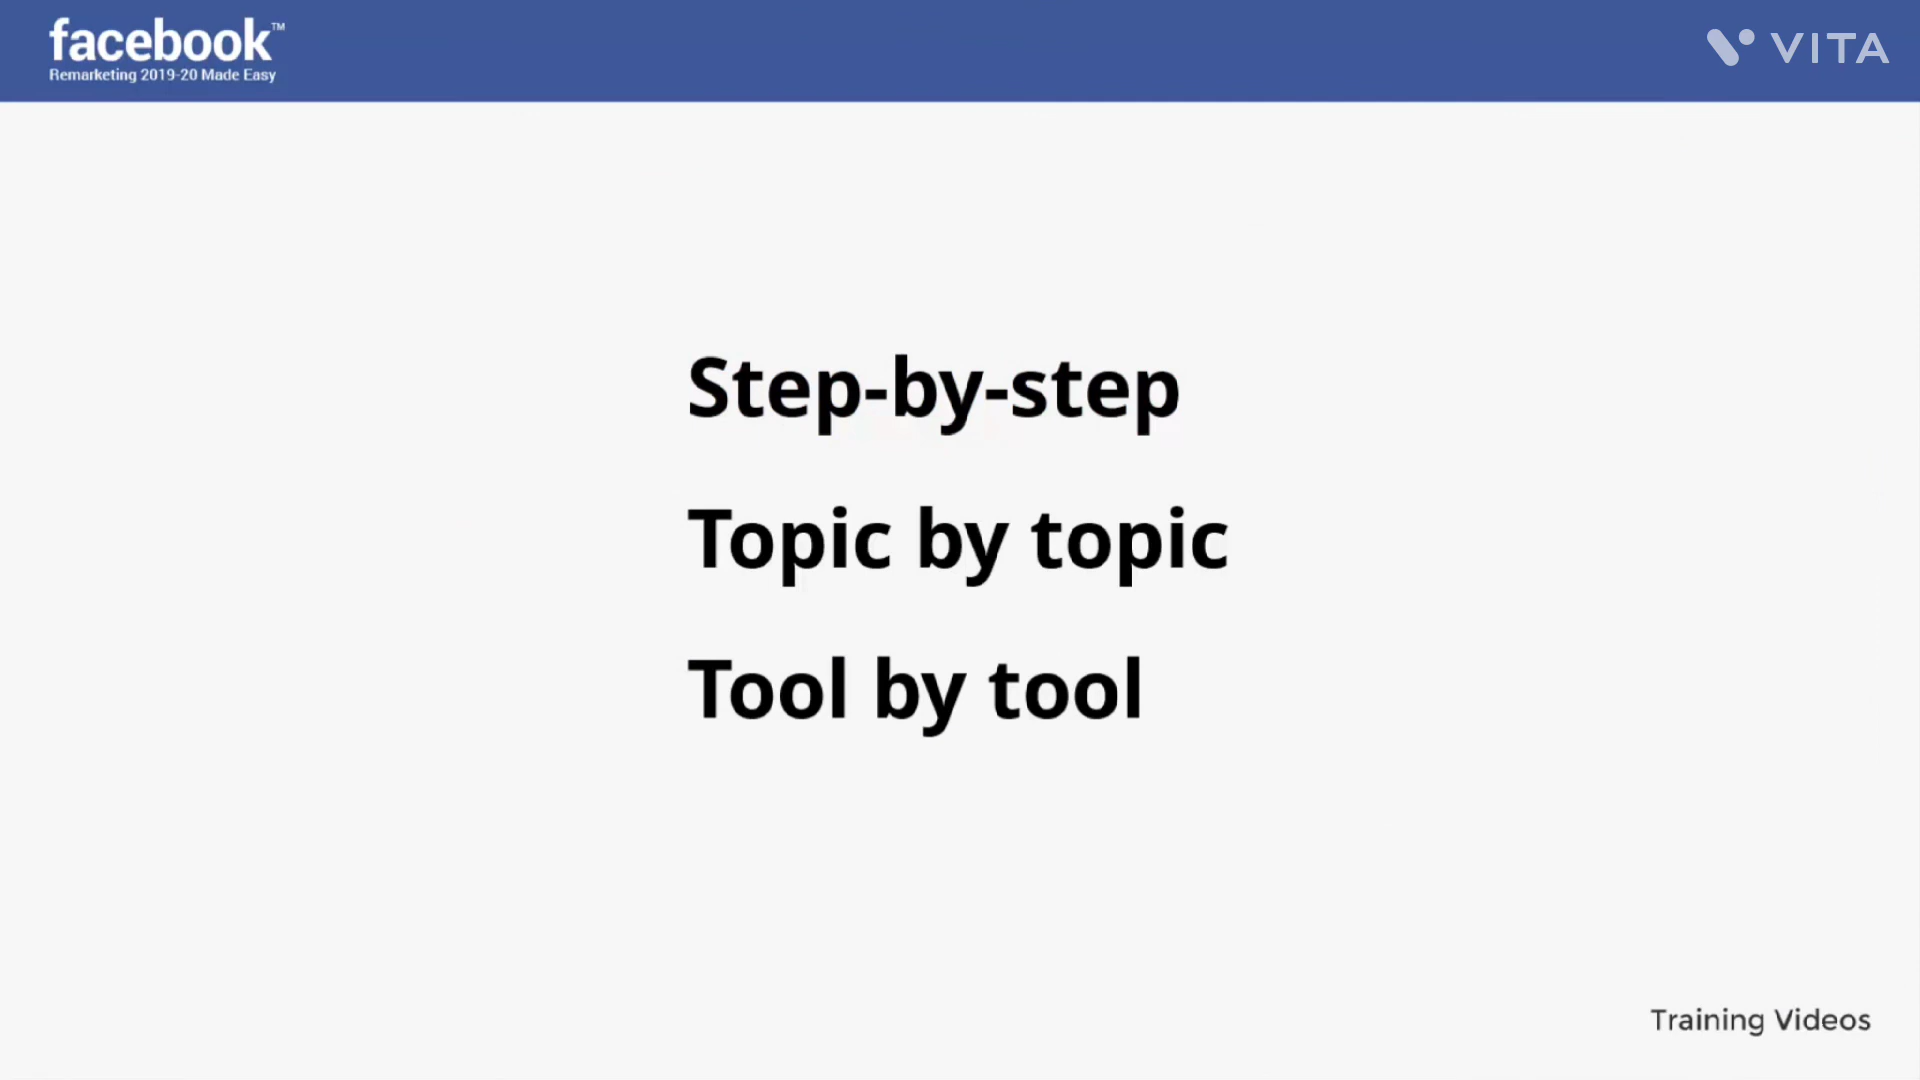 facebook™
Remarketing 2019-20 Made Easy
VITA
Step-by-step
Topic by topic
Tool by tool
Training Videos